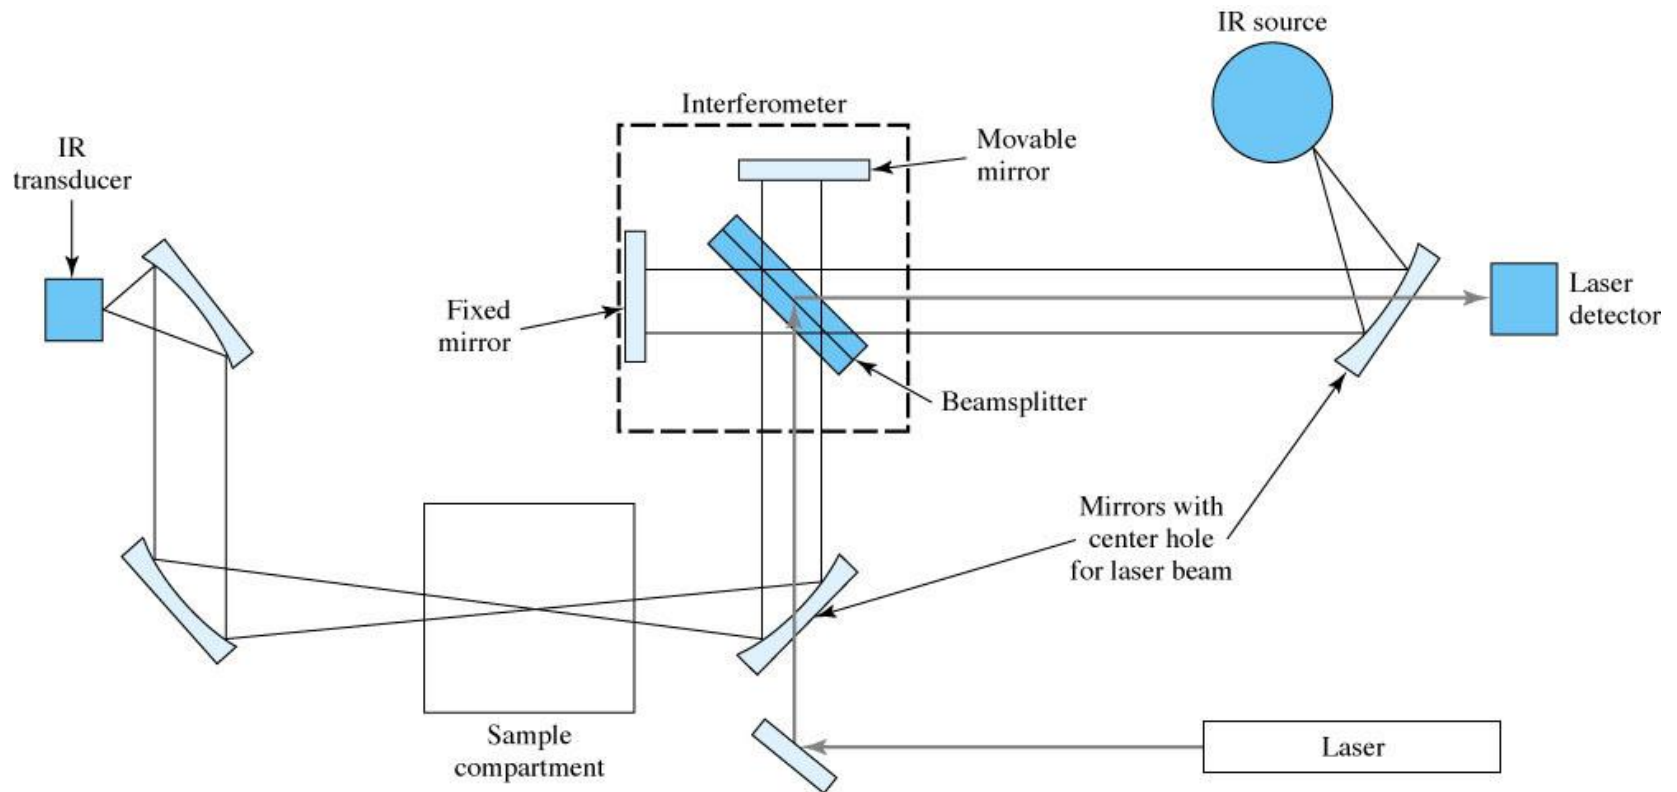 IR source
Interferometer
Movable
mirror
IR
transducer
Fixed
mirror
Laser
detector
Beamsplitter
Mirrors with
center hole
for laser beam
Sample
compartment
Laser